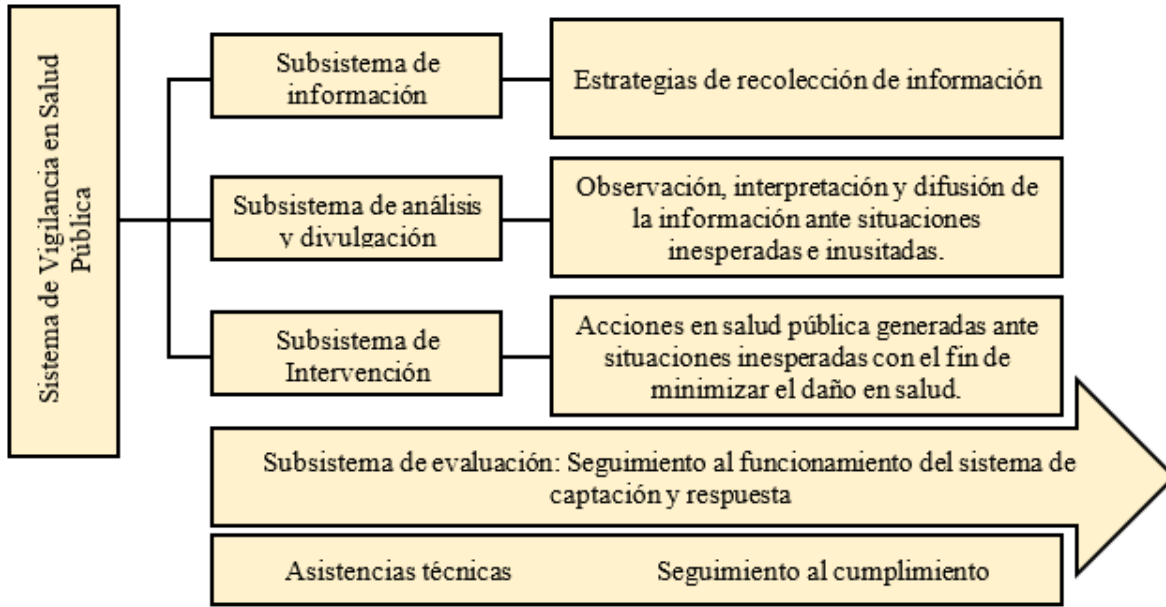 Sistema de Vigilancia en Salud
Pública
Subsistema de
información
Estrategias de recolección de información
Subsistema de análisis
y divulgación
Observación, interpretación y difusión de
la información ante situaciones
inesperadas e inusitadas.
Subsistema de
Intervención
Acciones en salud pública generadas ante
situaciones inesperadas con el fin de
minimizar el daño en salud.
Subsistema de evaluación: Seguimiento al funcionamiento del sistema de
captación y respuesta
Asistencias técnicas
Seguimiento al cumplimiento